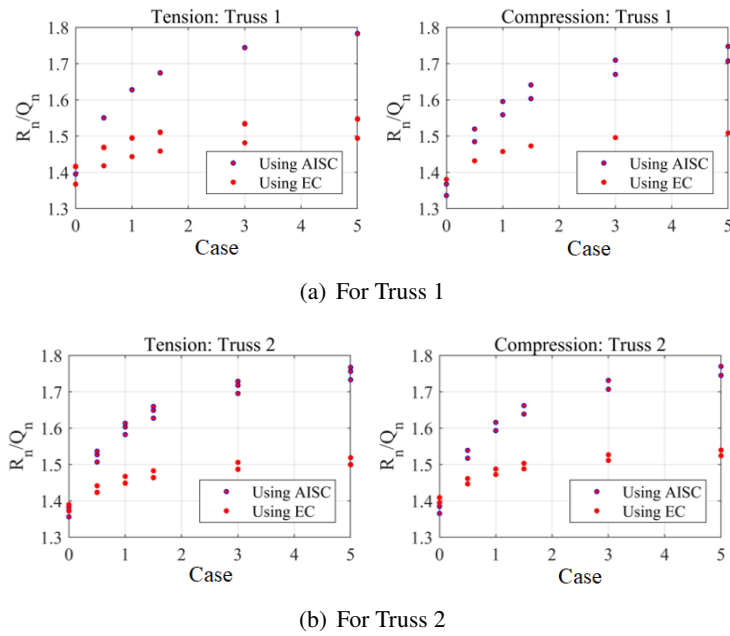 Tension: Truss 1
1.8
1.7
1.6
1.5
1.4
1.3
R_n/Q_n
Using AISC
Using EC
0 1 2 3 4 5
Case
Compression: Truss 1
1.8
1.7
1.6
1.5
1.4
1.3
R_n/Q_n
Using AISC
Using EC
0 1 2 3 4 5
Case
(a) For Truss 1
Tension: Truss 2
1.8
1.7
1.6
1.5
1.4
1.3
R_n/Q_n
Using AISC
Using EC
0 1 2 3 4 5
Case
Compression: Truss 2
1.8
1.7
1.6
1.5
1.4
1.3
R_n/Q_n
Using AISC
Using EC
0 1 2 3 4 5
Case
(b) For Truss 2